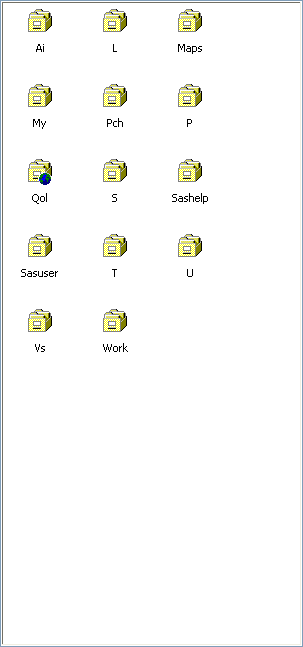 Ai L Maps
My Pch P
Qol S Sashelp
Sasuser T U
Vs Work